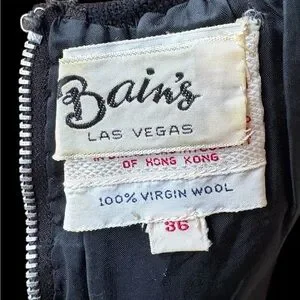 Bain's
LAS VEGAS
OF HONG KONG
100% VIRGIN WOOL
36